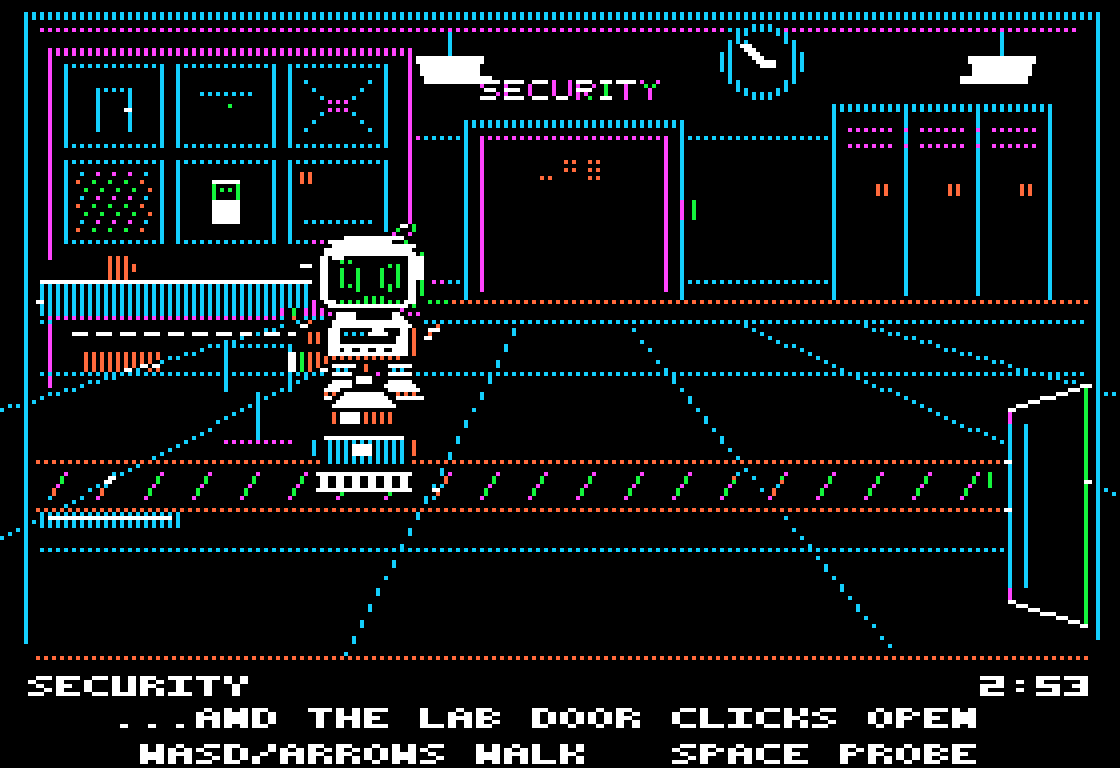 SECURITY
SECURITY 2:53
...AND THE LAB DOOR CLICKS OPEN
WASD/ARROWS WALK SPACE PROBE